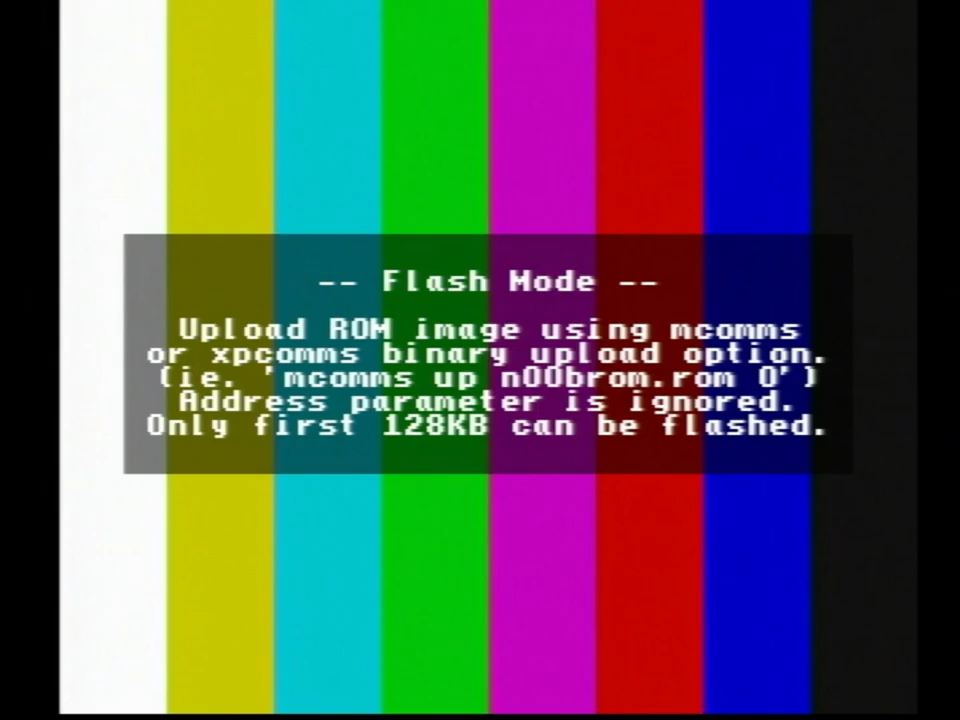 -- Flash Mode --
Upload ROM image using mcomms
or xpcomms binary upload option.
(ie. 'mcomms up n00brom.rom 0')
Address parameter is ignored.
Only first 128KB can be flashed.